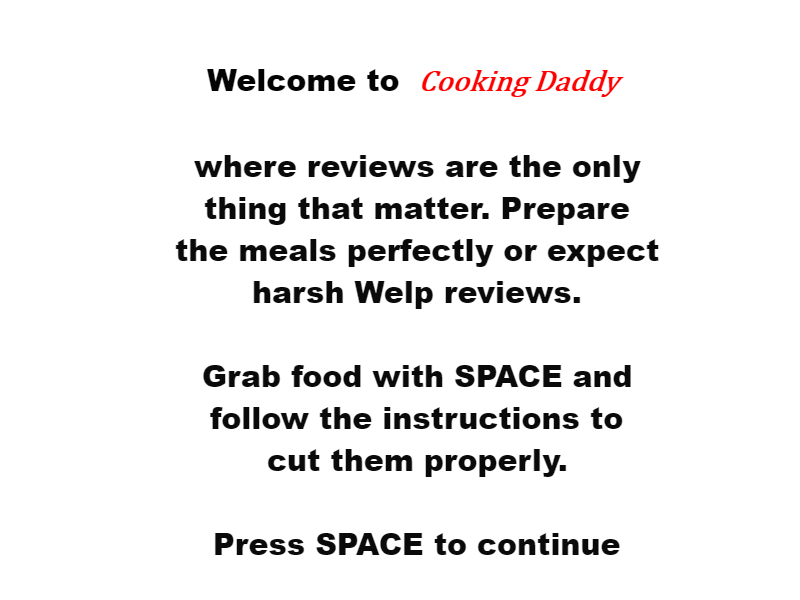 Welcome to Cooking Daddy
where reviews are the only
thing that matter. Prepare
the meals perfectly or expect
harsh Welp reviews.
Grab food with SPACE and
follow the instructions to
cut them properly.
Press SPACE to continue